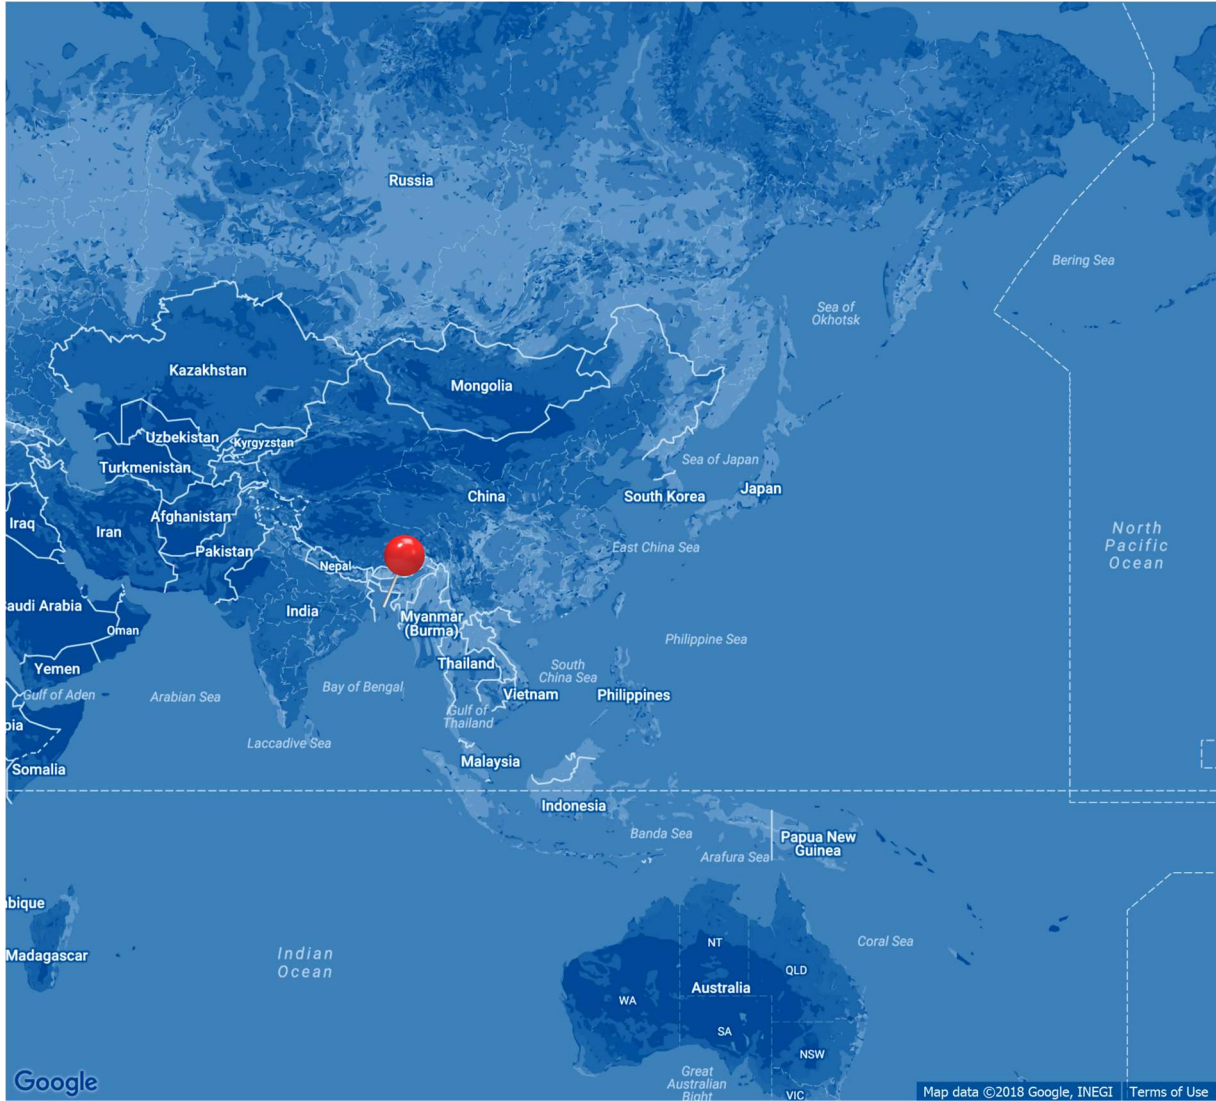 Russia
Bering Sea
Sea of
Okhotsk
Kazakhstan
Mongolia
Uzbekistan
Kyrgyzstan
Sea of Japan
Turkmenistan
China
South Korea
Japan
Iraq
Iran
Afghanistan
North
Pacific
Ocean
Pakistan
East China Sea
Nepal
audi Arabia
India
Oman
Myanmar
(Burma)
Philippine Sea
Yemen
Thailand
South
China Sea
Gulf of Aden
Arabian Sea
Bay of Bengal
Vietnam
Philippines
Gulf of
Thailand
bia
Laccadive Sea
Somalia
Malaysia
Indonesia
Banda Sea
Papua New
Guinea
Arafura Sea
bique
Madagascar
Indian
Ocean
NT
Coral Sea
QLD
Australia
WA
SA
NSW
Great
Australian
Bight
VIC
Google
Map data ©2018 Google, INEGI
Terms of Use